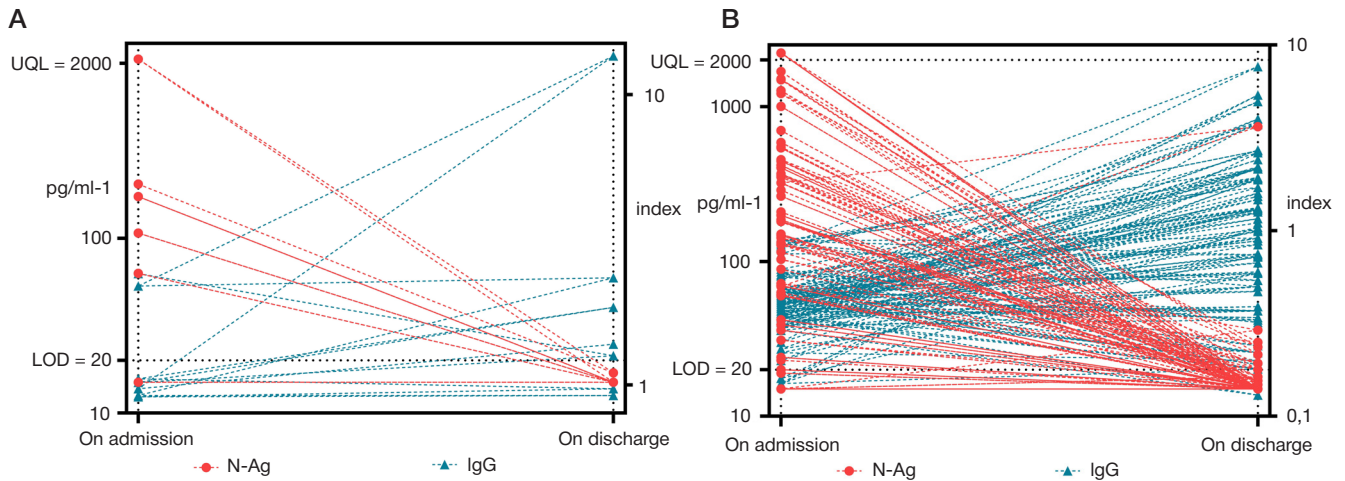 A
UQL = 2000
10
pg/ml-1
index
100
LOD = 20
1
10
On admission
On discharge
N-Ag
IgG
B
10
UQL = 2000
1000
pg/ml-1
index
1
100
LOD = 20
10
0,1
On admission
On discharge
N-Ag
IgG